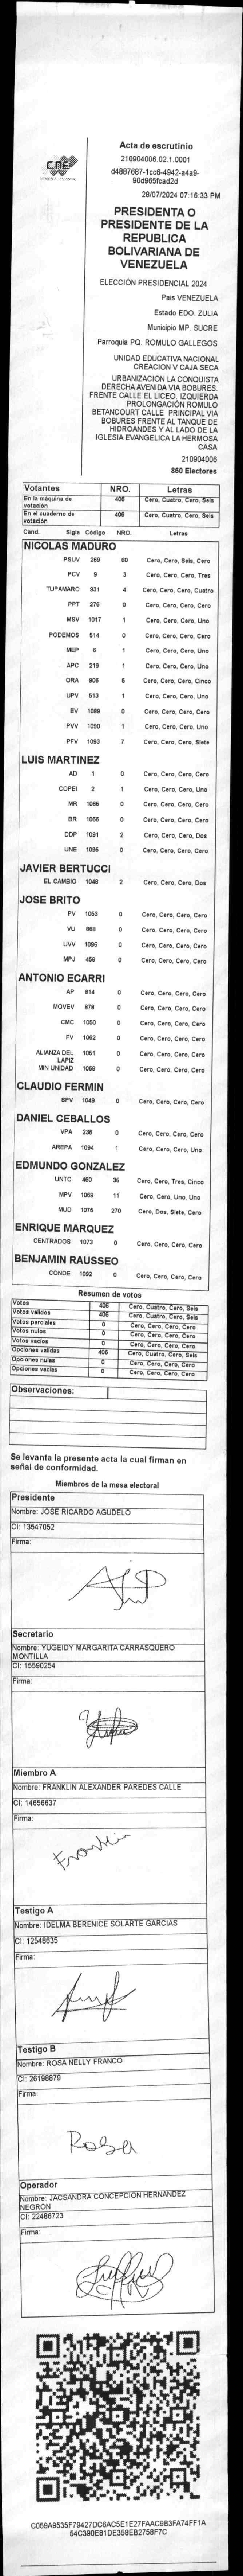 CNE
Acta de escrutinio
210904006.02.1.0001
d4887687-1cc6-4942-a4a9-
90d965fcad2d
28/07/2024 07:16:33 PM
PRESIDENTA O
PRESIDENTE DE LA
REPUBLICA
BOLIVARIANA DE
VENEZUELA
ELECCIÓN PRESIDENCIAL 2024
Pais VENEZUELA
Estado EDO. ZULIA
Municipio MP. SUCRE
Parroquia PQ. ROMULO GALLEGOS
UNIDAD EDUCATIVA NACIONAL
CREACION V CAJA SECA
URBANIZACION LA CONQUISTA
DERECHA AVENIDA VIA BOBURES.
FRENTE CALLE EL LICEO. IZQUIERDA
PROLONGACIÓN ROMULO
BETANCOURT CALLE PRINCIPAL VIA
BOBURES FRENTE AL TANQUE DE
HIDROANDES Y AL LADO DE LA
IGLESIA EVANGELICA LA HERMOSA
CASA
210904006
860 Electores
Votantes NRO. Letras
En la máquina de votación 406 Cero, Cuatro, Cero, Seis
En el cuaderno de votación 406 Cero, Cuatro, Cero, Seis
Cand. Sigla Código NRO. Letras
NICOLAS MADURO
PSUV 269 60 Cero, Cero, Seis, Cero
PCV 9 3 Cero, Cero, Cero, Tres
TUPAMARO 931 4 Cero, Cero, Cero, Cuatro
PPT 276 0 Cero, Cero, Cero, Cero
MSV 1017 1 Cero, Cero, Cero, Uno
PODEMOS 514 0 Cero, Cero, Cero, Cero
MEP 6 1 Cero, Cero, Cero, Uno
APC 219 1 Cero, Cero, Cero, Uno
ORA 906 5 Cero, Cero, Cero, Cinco
UPV 513 1 Cero, Cero, Cero, Uno
EV 1089 0 Cero, Cero, Cero, Cero
PVV 1090 1 Cero, Cero, Cero, Uno
PFV 1093 7 Cero, Cero, Cero, Siete
LUIS MARTINEZ
AD 1 0 Cero, Cero, Cero, Cero
COPEI 2 1 Cero, Cero, Cero, Uno
MR 1066 0 Cero, Cero, Cero, Cero
BR 1068 0 Cero, Cero, Cero, Cero
DDP 1091 2 Cero, Cero, Cero, Dos
UNE 1095 0 Cero, Cero, Cero, Cero
JAVIER BERTUCCI
EL CAMBIO 1048 2 Cero, Cero, Cero, Dos
JOSE BRITO
PV 1053 0 Cero, Cero, Cero, Cero
VU 868 0 Cero, Cero, Cero, Cero
UVV 1096 0 Cero, Cero, Cero, Cero
MPJ 458 0 Cero, Cero, Cero, Cero
ANTONIO ECARRI
AP 814 0 Cero, Cero, Cero, Cero
MOVEV 878 0 Cero, Cero, Cero, Cero
CMC 1050 0 Cero, Cero, Cero, Cero
FV 1062 0 Cero, Cero, Cero, Cero
ALIANZA DEL LAPIZ 1051 0 Cero, Cero, Cero, Cero
MIN UNIDAD 1068 0 Cero, Cero, Cero, Cero
CLAUDIO FERMIN
SPV 1049 0 Cero, Cero, Cero, Cero
DANIEL CEBALLOS
VPA 236 0 Cero, Cero, Cero, Cero
AREPA 1094 1 Cero, Cero, Cero, Uno
EDMUNDO GONZALEZ
UNTC 480 35 Cero, Cero, Tres, Cinco
MPV 1069 11 Cero, Cero, Uno, Uno
MUD 1075 270 Cero, Dos, Siete, Cero
ENRIQUE MARQUEZ
CENTRADOS 1073 0 Cero, Cero, Cero, Cero
BENJAMIN RAUSSEO
CONDE 1092 0 Cero, Cero, Cero, Cero
Resumen de votos
Votos 406 Cero, Cuatro, Cero, Seis
Votos válidos 406 Cero, Cuatro, Cero, Seis
Votos parciales 0 Cero, Cero, Cero, Cero
Votos nulos 0 Cero, Cero, Cero, Cero
Votos vacíos 0 Cero, Cero, Cero, Cero
Opciones validas 406 Cero, Cuatro, Cero, Seis
Opciones nulas 0 Cero, Cero, Cero, Cero
Opciones vacías 0 Cero, Cero, Cero, Cero
Observaciones:
Se levanta la presente acta la cual firman en
señal de conformidad.
Miembros de la mesa electoral
Presidente
Nombre: JOSE RICARDO AGUDELO
CI: 13547052
Firma:
Secretario
Nombre: YUGEIDY MARGARITA CARRASQUERO
MONTILLA
CI: 15590254
Firma:
Miembro A
Nombre: FRANKLIN ALEXANDER PAREDES CALLE
CI: 14656637
Firma:
Franklin
Testigo A
Nombre: IDELMA BERENICE SOLARTE GARCIAS
CI: 12548635
Firma:
Testigo B
Nombre: ROSA NELLY FRANCO
CI: 26198879
Firma:
Rosa
Operador
Nombre: JACSANDRA CONCEPCION HERNANDEZ
NEGRON
CI: 22486723
Firma:
C059A9535F79427DC6AC5E1E27FAAC9B3FA74FF1A
54C390E81DE358EB2758F7C